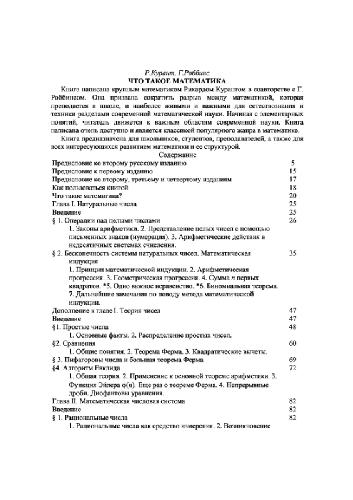 Р.Курант, Г.Роббинс
ЧТО ТАКОЕ МАТЕМАТИКА
Книга написана крупным математиком Рихардом Курантом в соавторстве с Г.
Роббинсом. Она призвана сократить разрыв между математикой, которая
преподается в школе, и наиболее живыми и важными для естествознания и
техники разделами современной математической науки. Начиная с элементарных
понятий, читатель движется к важным областям современной науки. Книга
написана очень доступно и является классикой популярного жанра в математике.
Книга предназначена для школьников, студентов, преподавателей, а также для
всех интересующихся развитием математики и ее структурой.
Содержание
Предисловие ко второму русскому изданию 5
Предисловие к первому изданию 15
Предисловие ко второму, третьему и четвертому изданиям 17
Как пользоваться книгой 18
Что такое математика? 20
Глава I. Натуральные числа 25
Введение 25
§ 1. Операции над целыми числами 26
1. Законы арифметики. 2. Представление целых чисел с помощью
письменных знаков (нумерация). 3. Арифметические действия в
недесятичных системах счисления.
§ 2. Бесконечность системы натуральных чисел. Математическая 35
индукция
1. Принцип математической индукции. 2. Арифметическая
прогрессия. 3. Геометрическая прогрессия. 4. Сумма n первых
квадратов. *5. Одно важное неравенство. *6. Биномиальная теорема.
7. Дальнейшие замечания по поводу метода математической
индукции.
Дополнение к главе I. Теория чисел 47
Введение 47
§1. Простые числа 48
1. Основные факты. 2. Распределение простых чисел.
§2. Сравнения 60
1. Общие понятия. 2. Теорема Ферма. 3. Квадратические вычеты.
§ 3. Пифагоровы числа и большая теорема Ферма 69
§4. Алгоритм Евклида 72
1. Общая теория. 2. Применение к основной теореме арифметики. 3.
Функция Эйлера φ(n). Еще раз о теореме Ферма. 4. Непрерывные
дроби. Диофантовы уравнения.
Глава II. Математическая числовая система 82
Введение 82
§ 1. Рациональные числа 82
1. Рациональные числа как средство измерения. 2. Возникновение